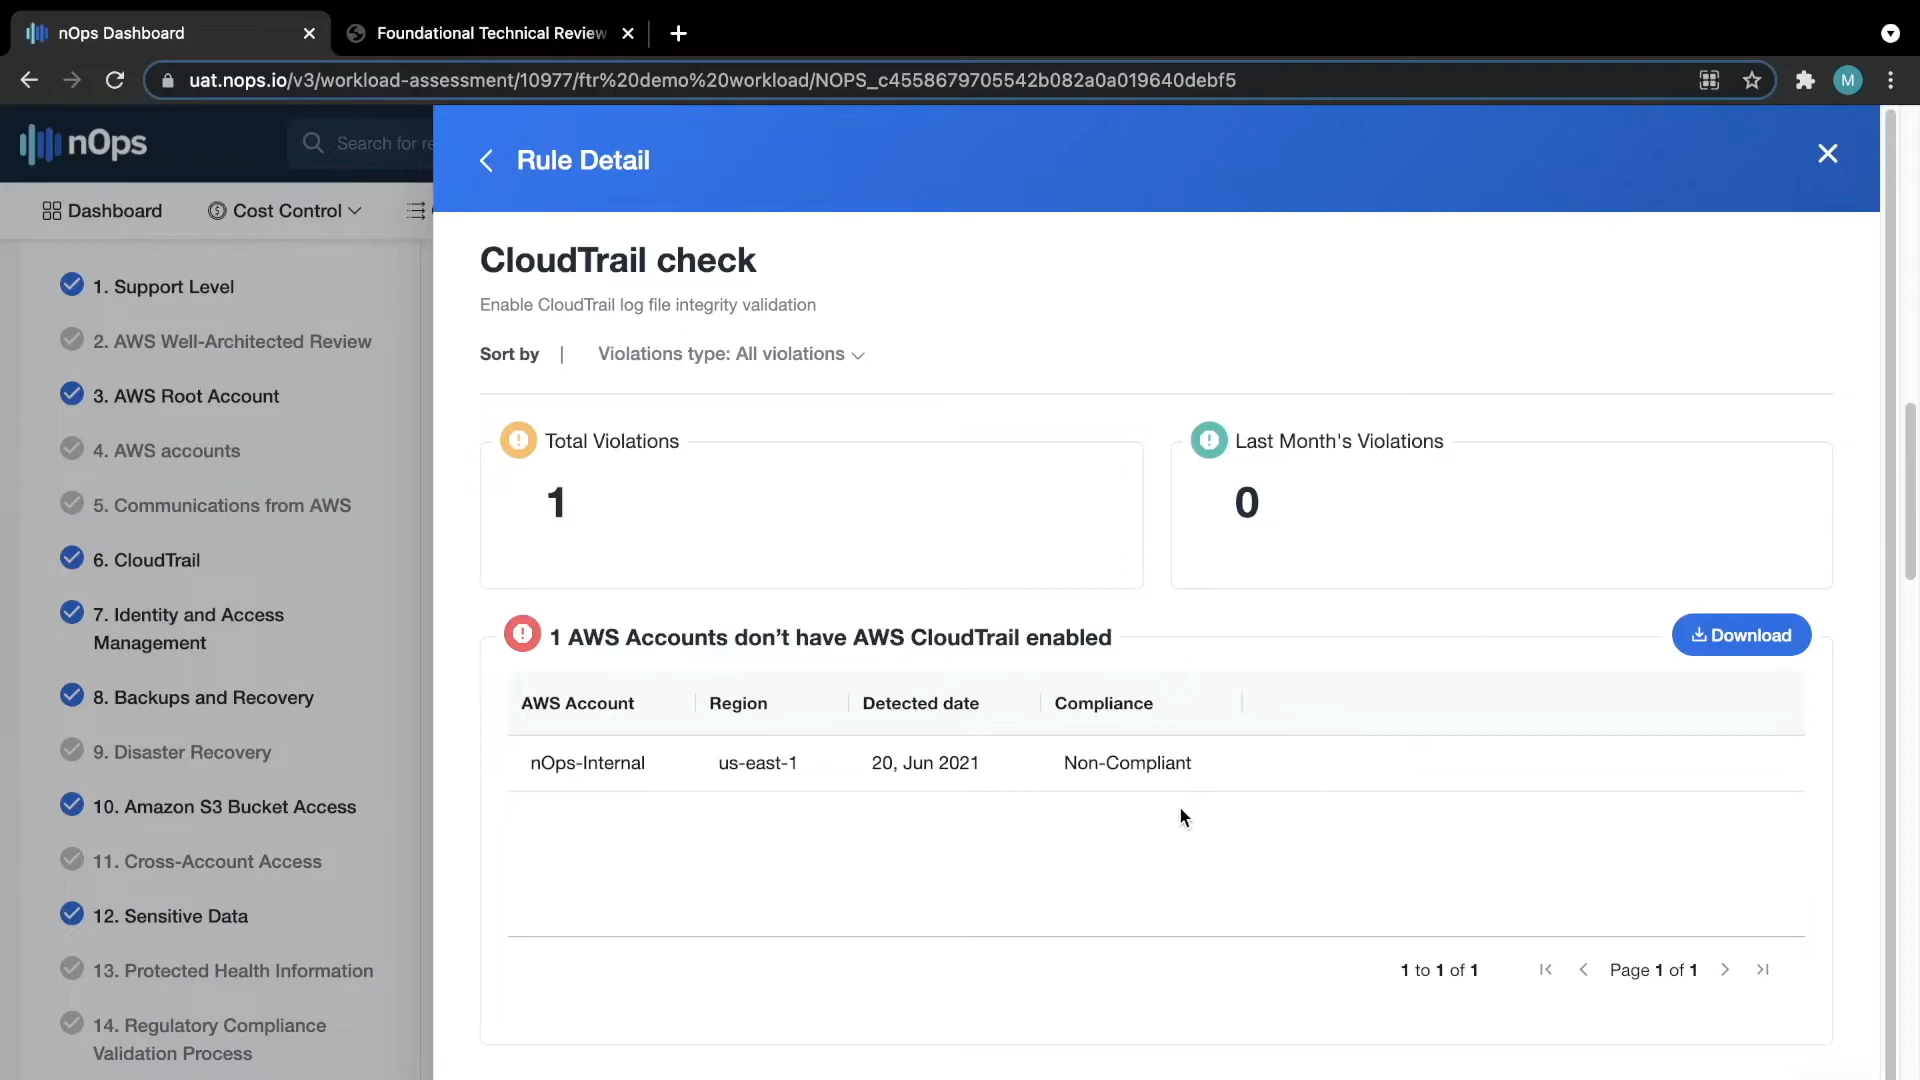 nOps Dashboard
Foundational Technical Review
uat.nops.io/v3/workload-assessment/10977/ftr%20demo%20workload/NOPS_c4558679705542b082a0a019640debf5
M
nOps
Search for re
Dashboard
Cost Control
1. Support Level
2. AWS Well-Architected Review
3. AWS Root Account
4. AWS accounts
5. Communications from AWS
6. CloudTrail
7. Identity and Access
Management
8. Backups and Recovery
9. Disaster Recovery
10. Amazon S3 Bucket Access
11. Cross-Account Access
12. Sensitive Data
13. Protected Health Information
14. Regulatory Compliance
Validation Process
Rule Detail
CloudTrail check
Enable CloudTrail log file integrity validation
Sort by | Violations type: All violations
Total Violations
1
Last Month's Violations
0
1 AWS Accounts don’t have AWS CloudTrail enabled
Download
AWS Account Region Detected date Compliance
nOps-Internal us-east-1 20, Jun 2021 Non-Compliant
1 to 1 of 1 Page 1 of 1